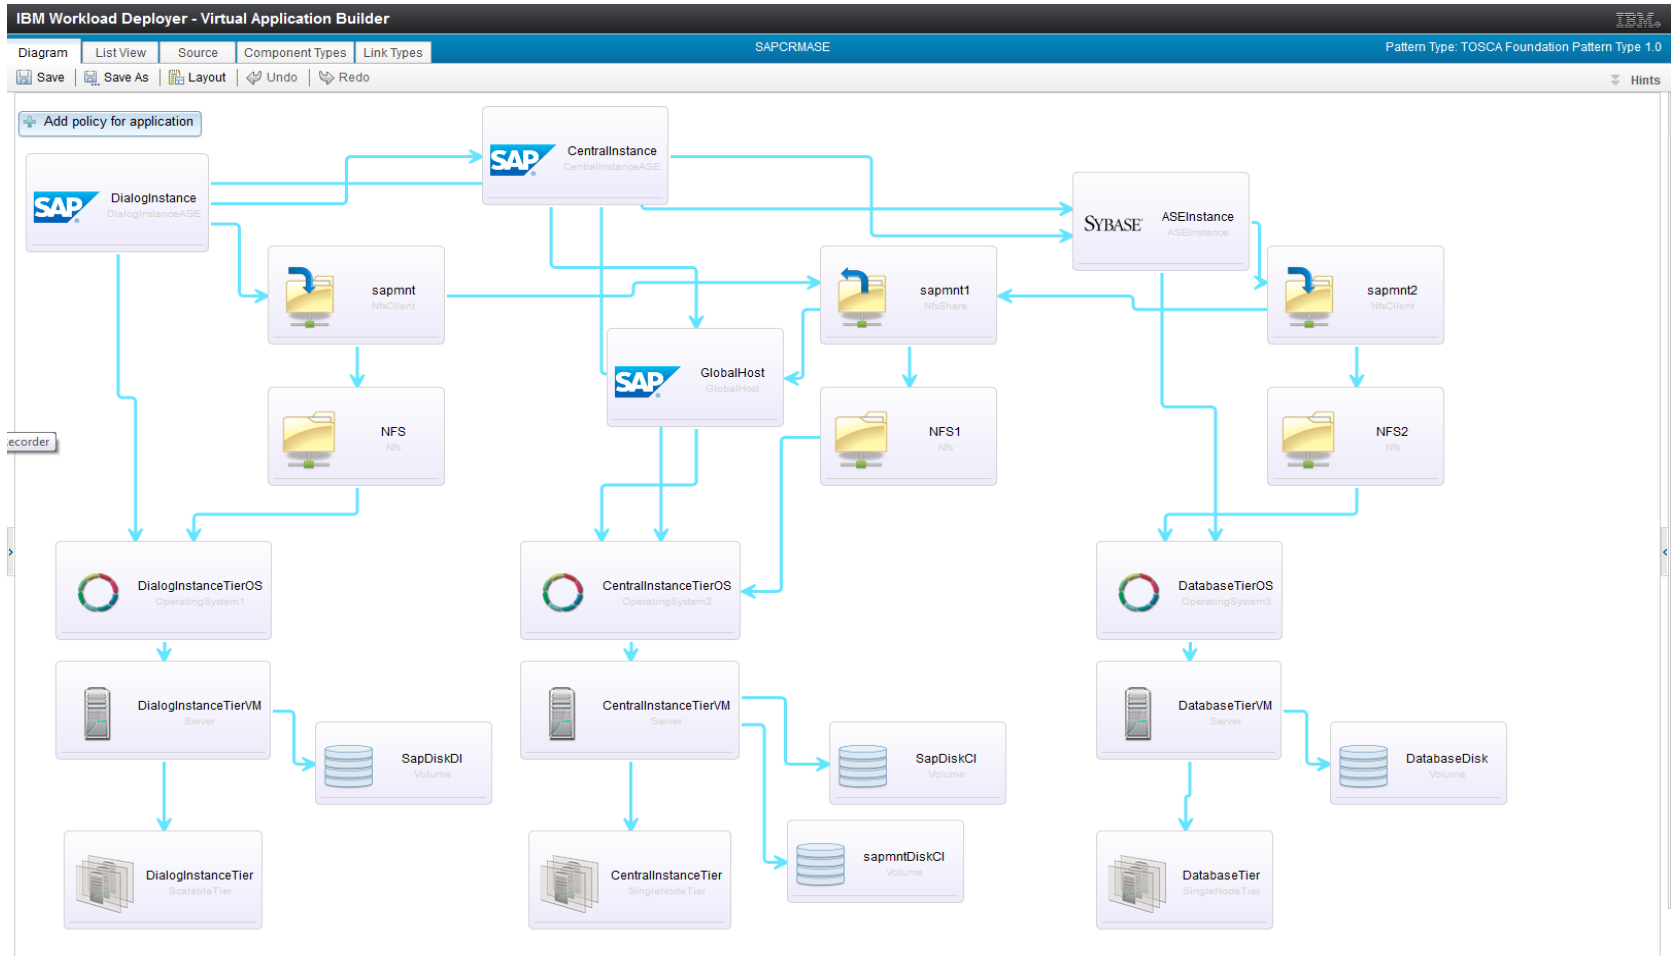 IBM Workload Deployer - Virtual Application Builder
IBM
Diagram List View Source Component Types Link Types
SAPCRMASE
Pattern Type: TOSCA Foundation Pattern Type 1.0
Save Save As Layout Undo Redo
Hints
Add policy for application
SAP CentralInstance
CentralInstanceASE
SAP DialogInstance
DialogInstanceASE
SYBASE ASEInstance
ASEInstance
sapmnt
NfsClient
sapmnt1
NfsShare
sapmnt2
NfsClient
SAP GlobalHost
GlobalHost
NFS
Nfs
NFS1
Nfs
NFS2
Nfs
ecorder
DialogInstanceTierOS
OperatingSystem1
CentralInstanceTierOS
OperatingSystem2
DatabaseTierOS
OperatingSystem3
DialogInstanceTierVM
Server
CentralInstanceTierVM
Server
DatabaseTierVM
Server
SapDiskDI
Volume
SapDiskCI
Volume
DatabaseDisk
Volume
sapmntDiskCI
Volume
DialogInstanceTier
ScalableTier
CentralInstanceTier
SingleNodeTier
DatabaseTier
SingleNodeTier